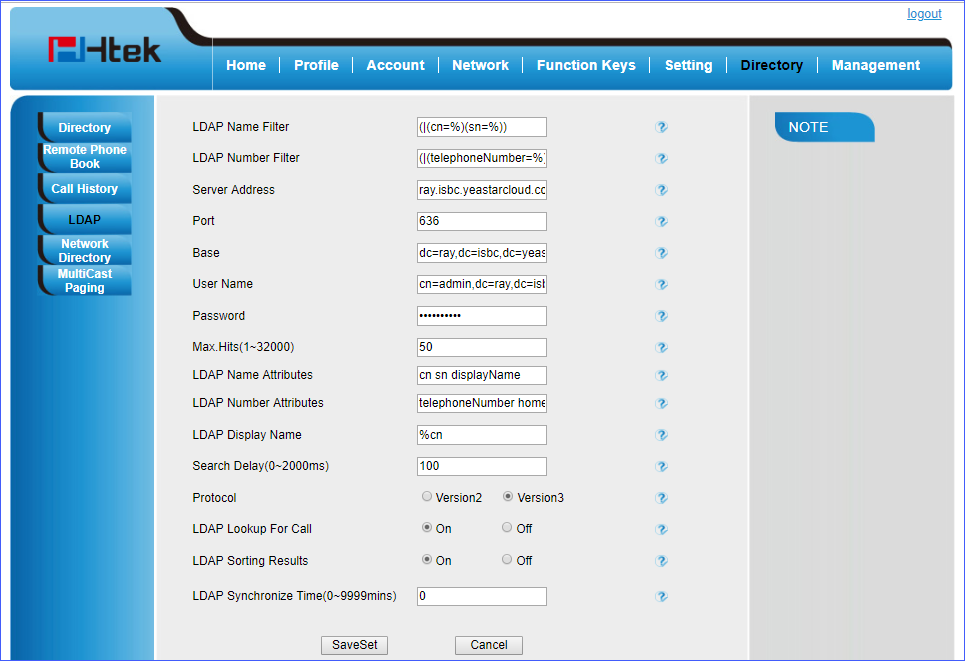 logout
Htek
Home Profile Account Network Function Keys Setting Directory Management
Directory
Remote Phone
Book
Call History
LDAP
Network
Directory
MultiCast
Paging
LDAP Name Filter (|(cn=%)(sn=%))
LDAP Number Filter (|(telephoneNumber=%)
Server Address ray.isbc.yeastarcloud.co
Port 636
Base dc=ray,dc=isbc,dc=yeas
User Name cn=admin,dc=ray,dc=isb
Password ••••••••••
Max.Hits(1~32000) 50
LDAP Name Attributes cn sn displayName
LDAP Number Attributes telephoneNumber home
LDAP Display Name %cn
Search Delay(0~2000ms) 100
Protocol Version2 Version3
LDAP Lookup For Call On Off
LDAP Sorting Results On Off
LDAP Synchronize Time(0~9999mins) 0
SaveSet Cancel
NOTE